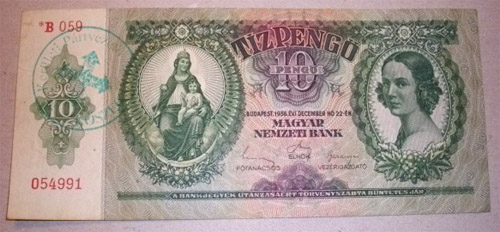 *B 059
TIZPENGŐ
10
PENGŐ
BUDAPEST, 1936. ÉVI DECEMBER HÓ 22-ÉN
MAGYAR
NEMZETI BANK
10
FŐTANÁCSOS
ELNÖK
VEZÉRIGAZGATÓ
054991
A BANKJEGYEK UTÁNZÁSÁÉRT TÖRVÉNYSZABTA BÜNTETÉS JÁR